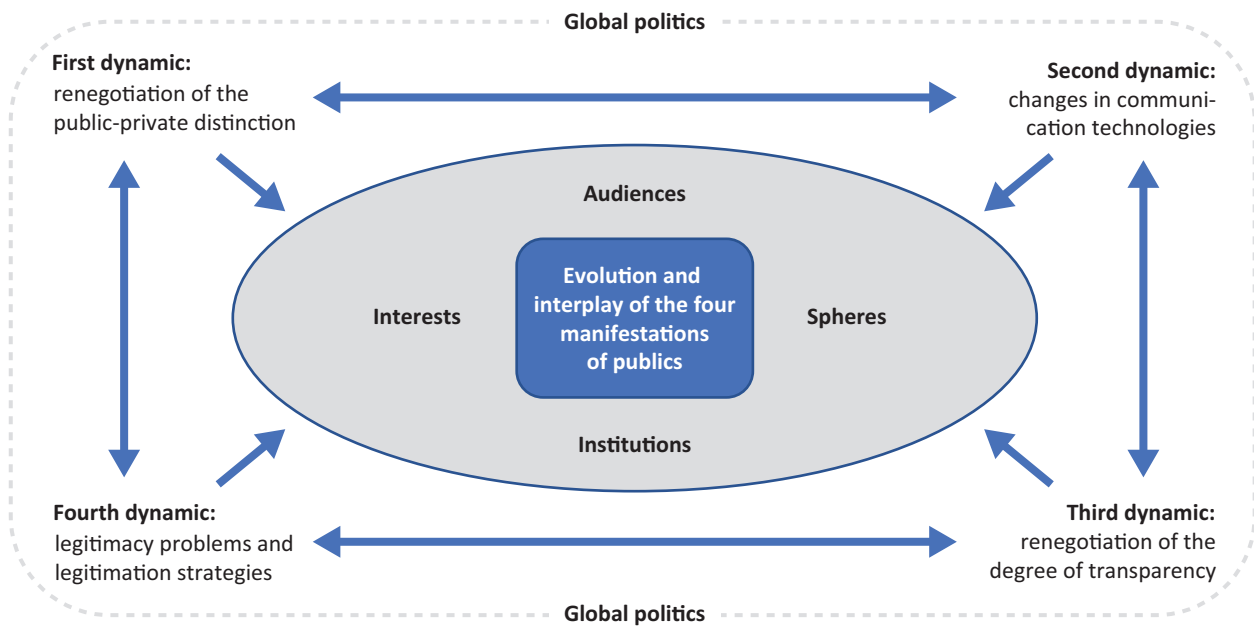 Global politics
First dynamic:
renegotiation of the
public-private distinction
Second dynamic:
changes in communi-
cation technologies
Audiences
Interests
Evolution and
interplay of the four
manifestations
of publics
Spheres
Institutions
Fourth dynamic:
legitimacy problems and
legitimation strategies
Third dynamic:
renegotiation of the
degree of transparency
Global politics